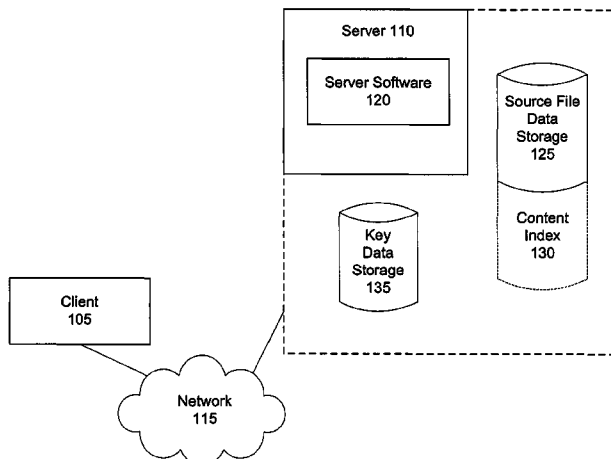 Server 110
Server Software
120
Source File
Data
Storage
125
Content
Index
130
Key
Data
Storage
135
Client
105
Network
115